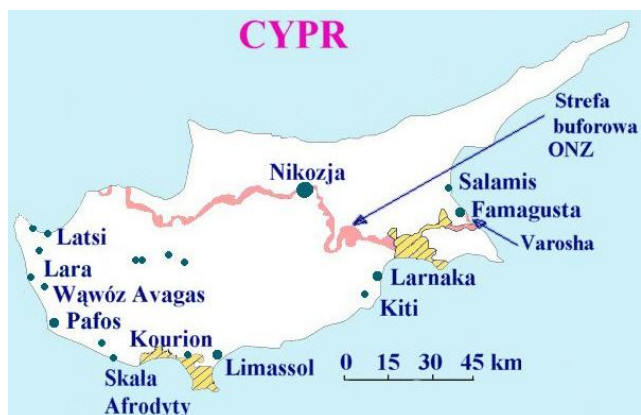 CYPR
Strefa
buforowa
ONZ
Nikozja
Salamis
Famagusta
Varosha
Latsi
Lara
Wąwóz Avagas
Pafos
Larnaka
Kiti
Kourion
Limassol
Skała
Afrodyty
0 15 30 45 km